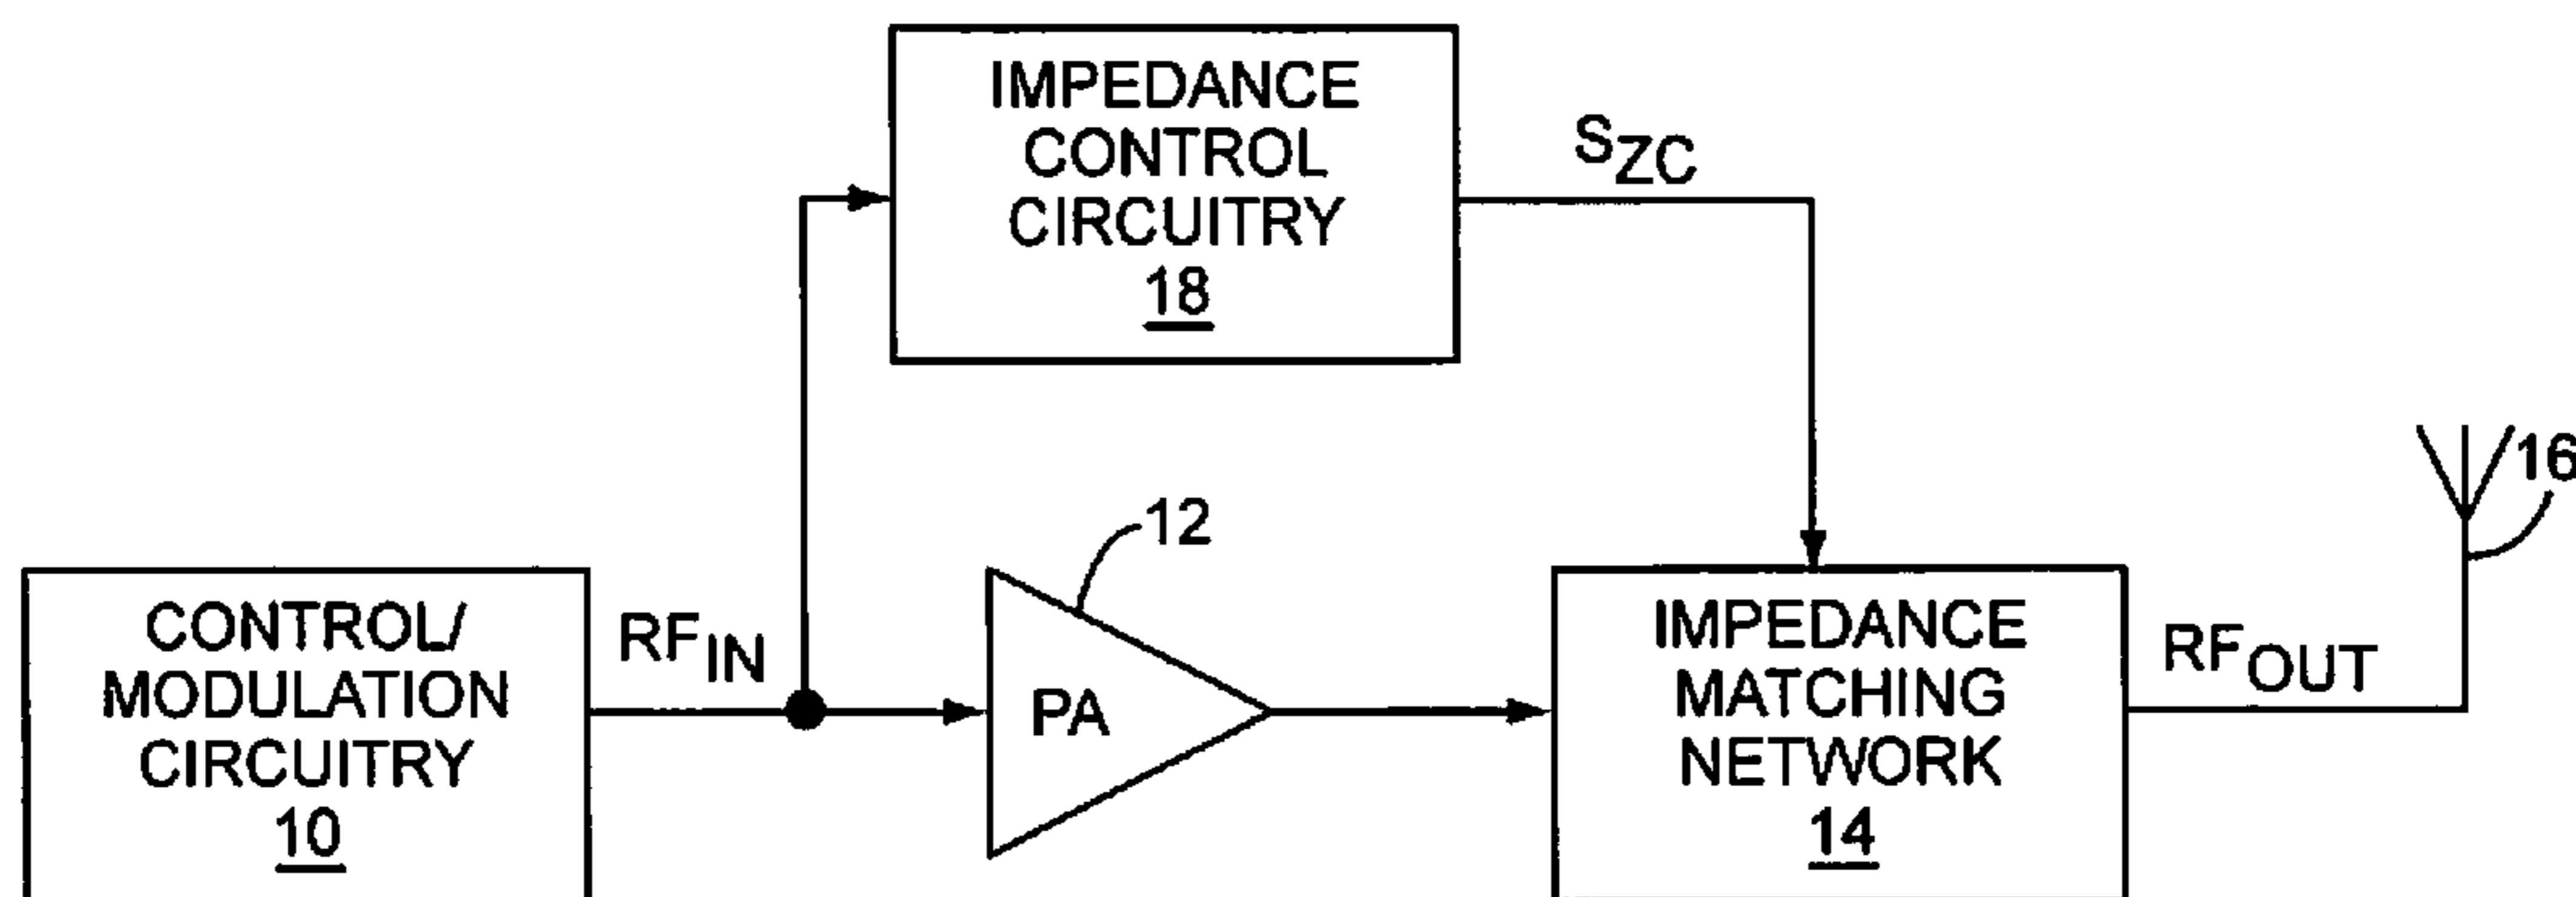 IMPEDANCE
CONTROL
CIRCUITRY
18
SZC
16
12
CONTROL/
MODULATION
CIRCUITRY
10
RFIN
PA
IMPEDANCE
MATCHING
NETWORK
14
RFOUT